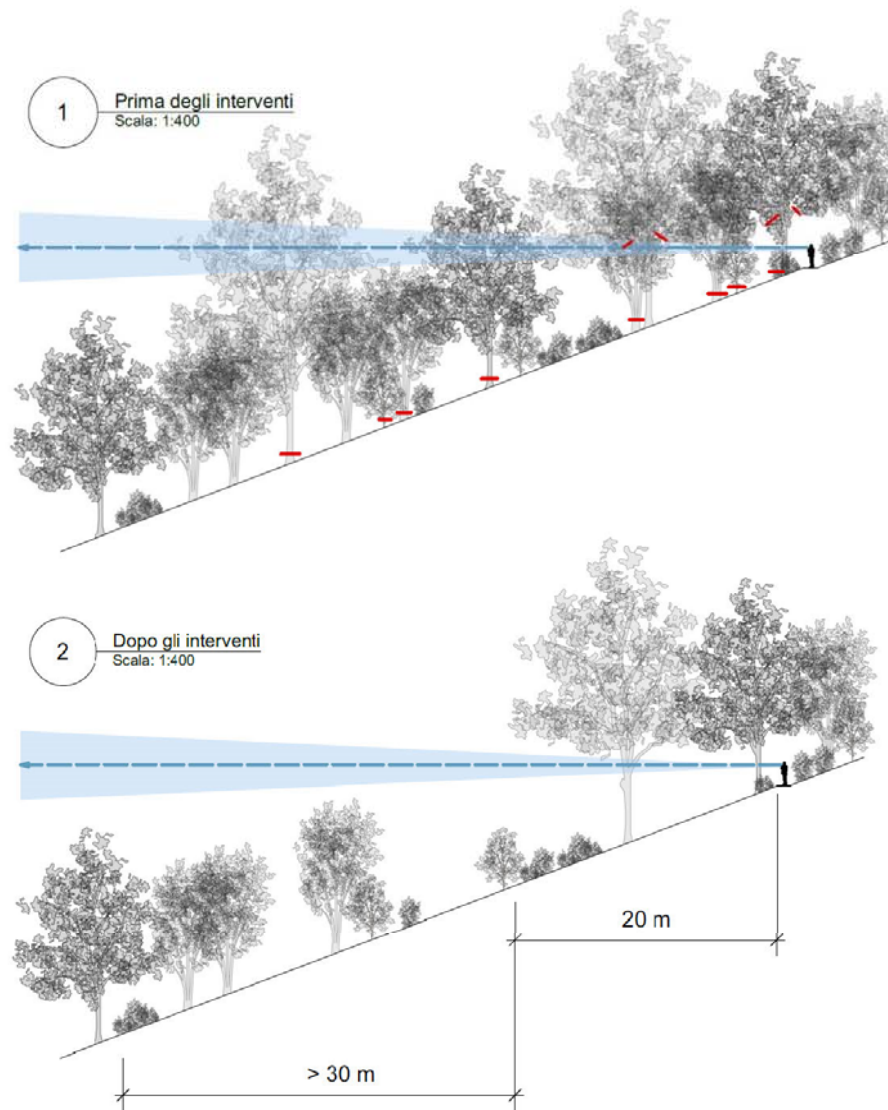 1
Prima degli interventi
Scala: 1:400
2
Dopo gli interventi
Scala: 1:400
20 m
> 30 m